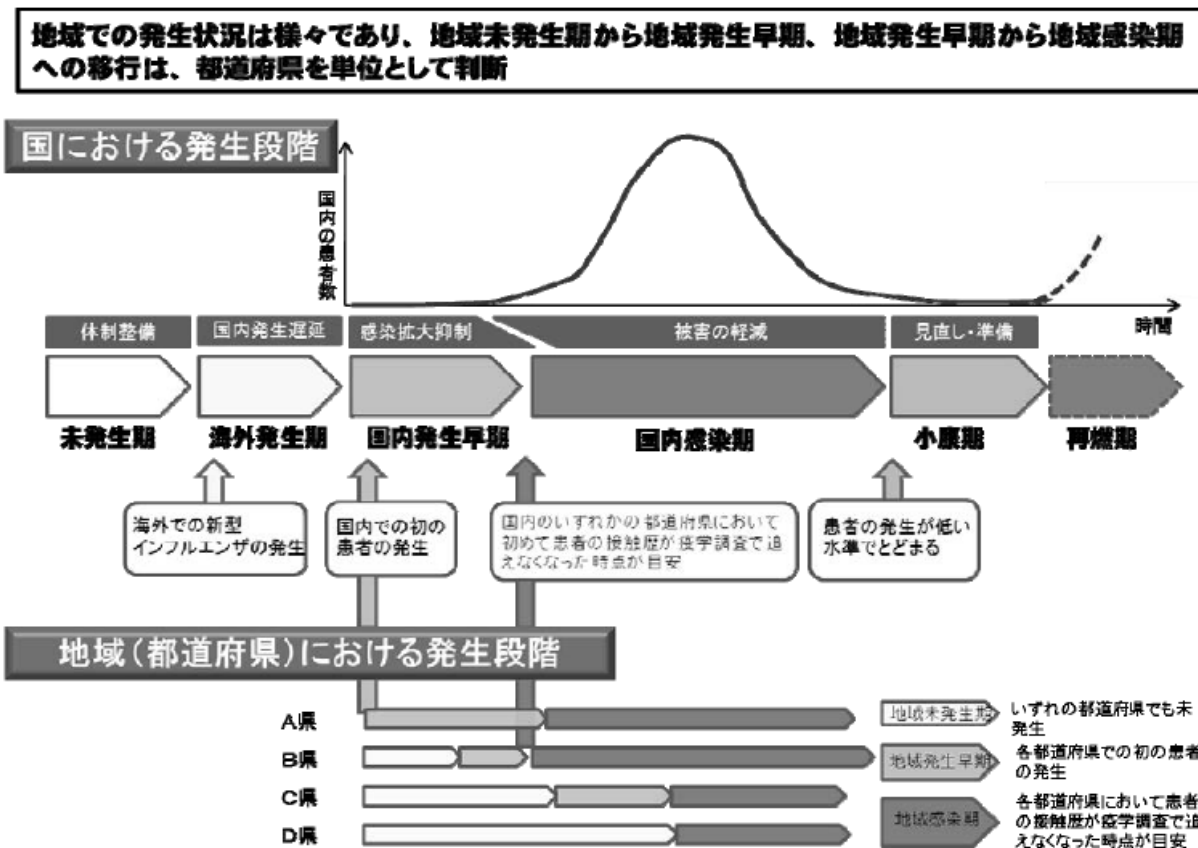 地域での発生状況は様々であり、地域未発生期から地域発生早期、地域発生早期から地域感染期
への移行は、都道府県を単位として判断
国における発生段階
国内の患者数
時間
体制整備
国内発生遅延
感染拡大抑制
被害の軽減
見直し・準備
未発生期
海外発生期
国内発生早期
国内感染期
小康期
再燃期
海外での新型
インフルエンザの発生
国内での初の
患者の発生
国内のいずれかの都道府県において
初めて患者の接触歴が疫学調査で追
えなくなった時点が目安
患者の発生が低い
水準でとどまる
地域(都道府県)における発生段階
A県
B県
C県
D県
地域未発生期
いずれの都道府県でも未
発生
地域発生早期
各都道府県での初の患者
の発生
地域感染期
各都道府県において患者
の接触歴が疫学調査で追
えなくなった時点が目安